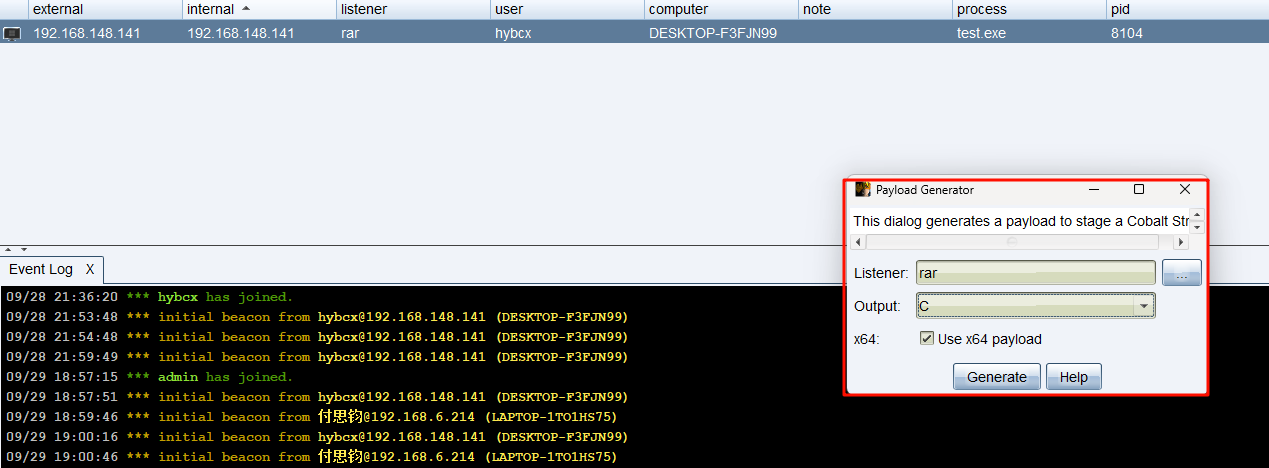 external internal listener user computer note process pid
192.168.148.141 192.168.148.141 rar hybcx DESKTOP-F3FJN99 test.exe 8104
Payload Generator
This dialog generates a payload to stage a Cobalt Str
Listener: rar ...
Output: C
x64: Use x64 payload
Generate Help
Event Log X
09/28 21:36:20 *** hybcx has joined.
09/28 21:53:48 *** initial beacon from hybcx@192.168.148.141 (DESKTOP-F3FJN99)
09/28 21:54:48 *** initial beacon from hybcx@192.168.148.141 (DESKTOP-F3FJN99)
09/28 21:59:49 *** initial beacon from hybcx@192.168.148.141 (DESKTOP-F3FJN99)
09/29 18:57:15 *** admin has joined.
09/29 18:57:51 *** initial beacon from hybcx@192.168.148.141 (DESKTOP-F3FJN99)
09/29 18:59:46 *** initial beacon from 付思钧@192.168.6.214 (LAPTOP-1TO1HS75)
09/29 19:00:16 *** initial beacon from hybcx@192.168.148.141 (DESKTOP-F3FJN99)
09/29 19:00:46 *** initial beacon from 付思钧@192.168.6.214 (LAPTOP-1TO1HS75)